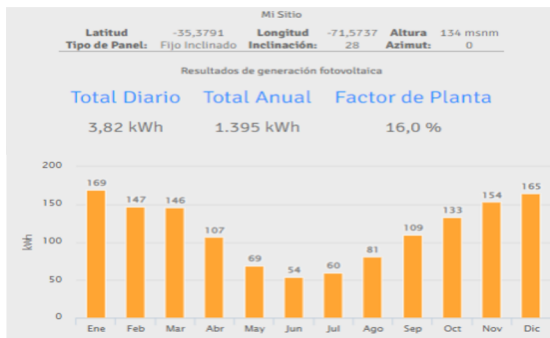 Mi Sitio
Latitud -35,3791 Longitud -71,5737 Altura 134 msnm
Tipo de Panel: Fijo Inclinado Inclinación: 28 Azimut: 0
Resultados de generación fotovoltaica
Total Diario Total Anual Factor de Planta
3,82 kWh 1.395 kWh 16,0 %
200
150
100
50
0
kWh
169 147 146 107 69 54 60 81 109 133 154 165
Ene Feb Mar Abr May Jun Jul Ago Sep Oct Nov Dic